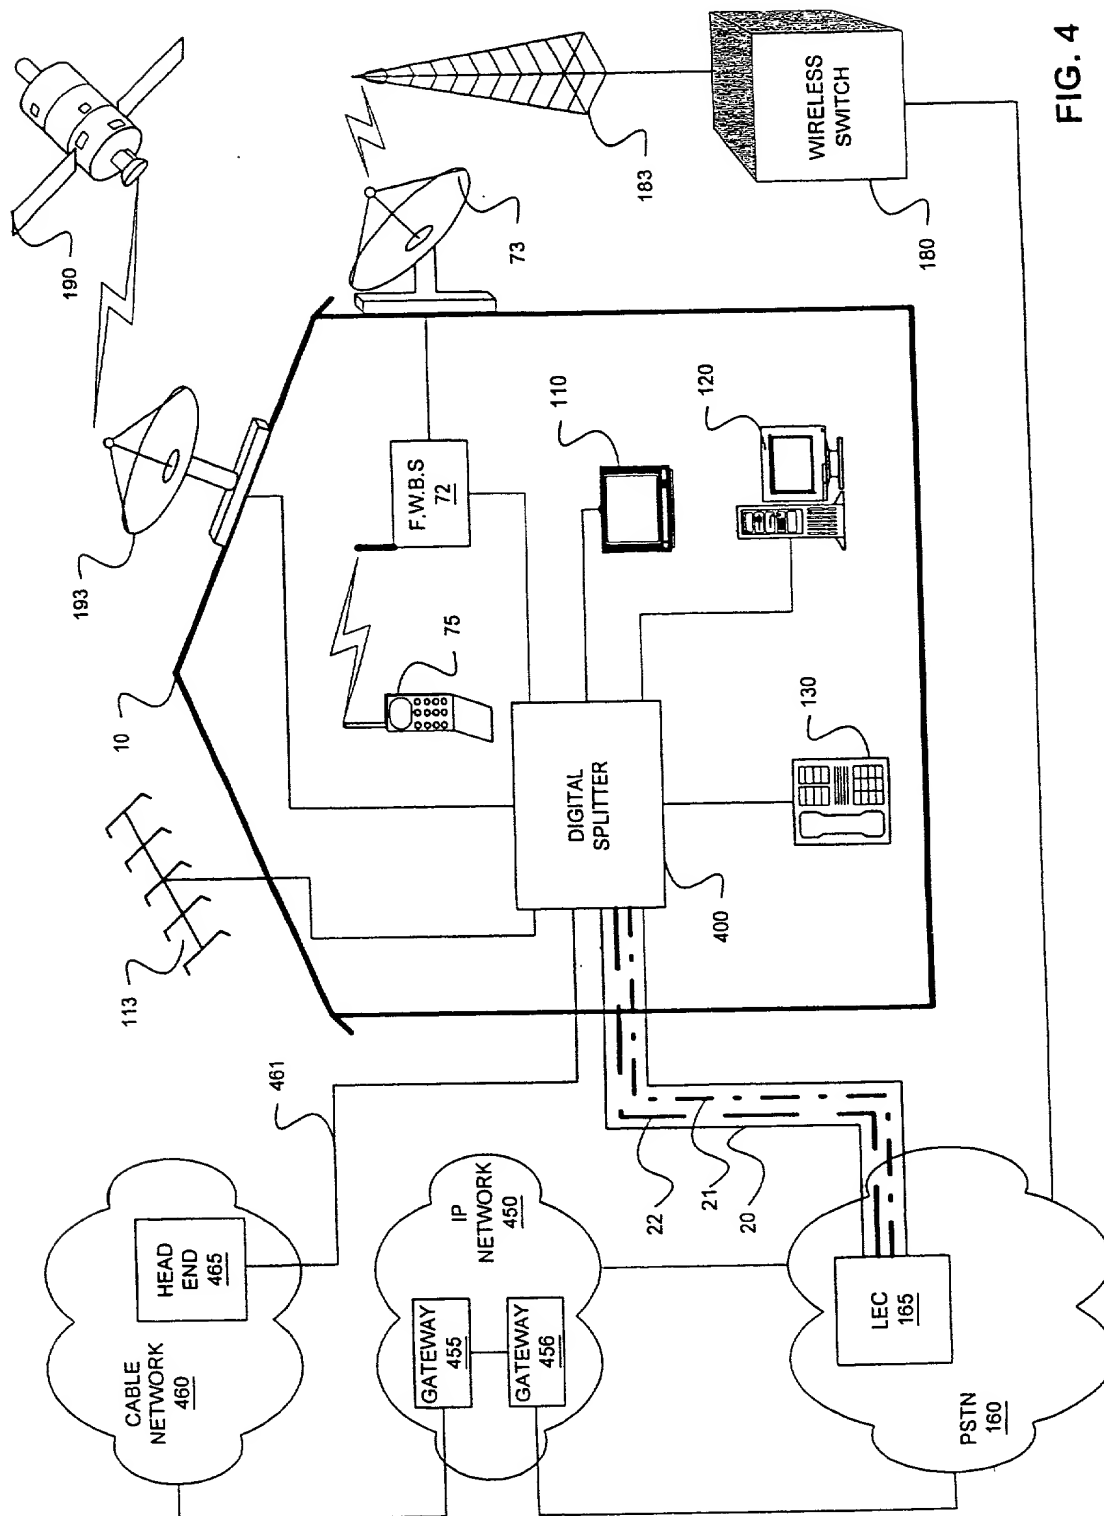 190
193
10
113
73
183
WIRELESS
SWITCH
180
F.W.B.S
72
75
110
120
130
DIGITAL
SPLITTER
400
461
HEAD
END
465
CABLE
NETWORK
460
IP
NETWORK
450
GATEWAY
455
GATEWAY
456
22
21
20
LEC
165
PSTN
160
FIG. 4